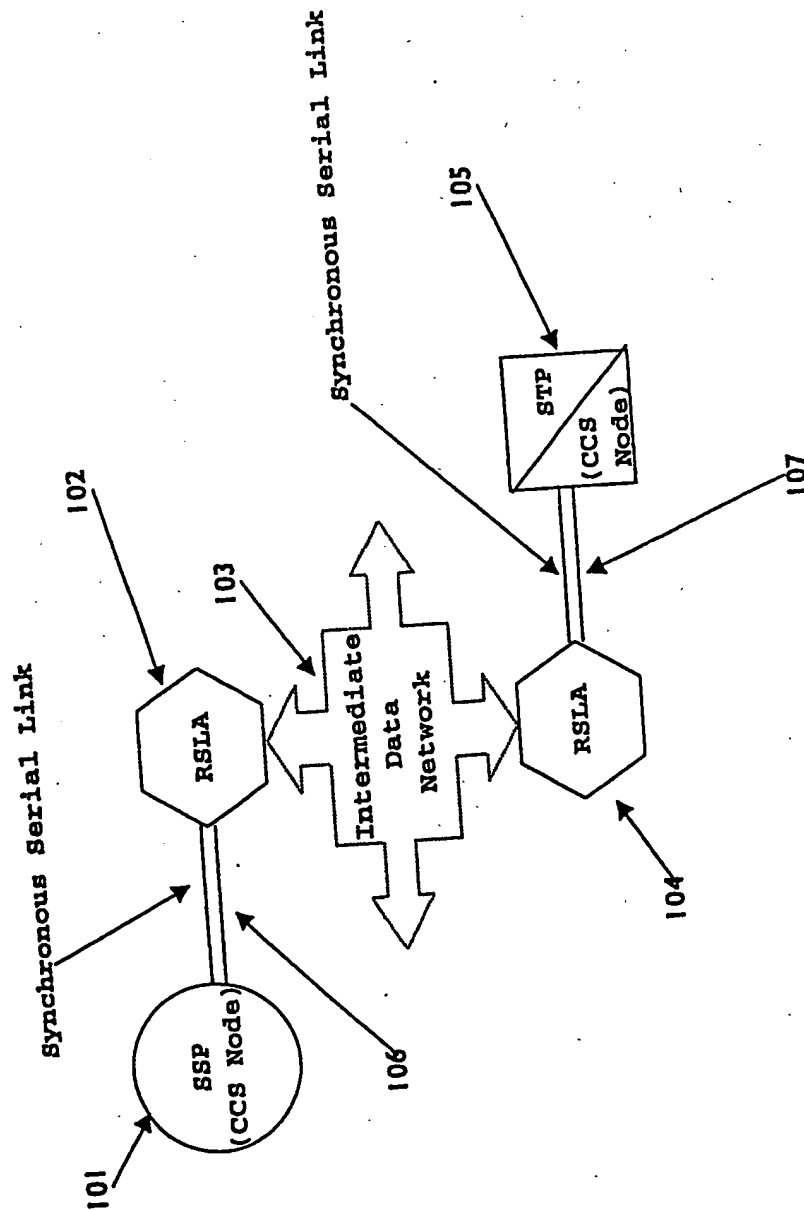 Synchronous Serial Link
101
SSP
(CCS Node)
106
102
RSLA
103
Intermediate
Data
Network
Synchronous Serial Link
104
RSLA
105
STP
(CCS
Node)
107